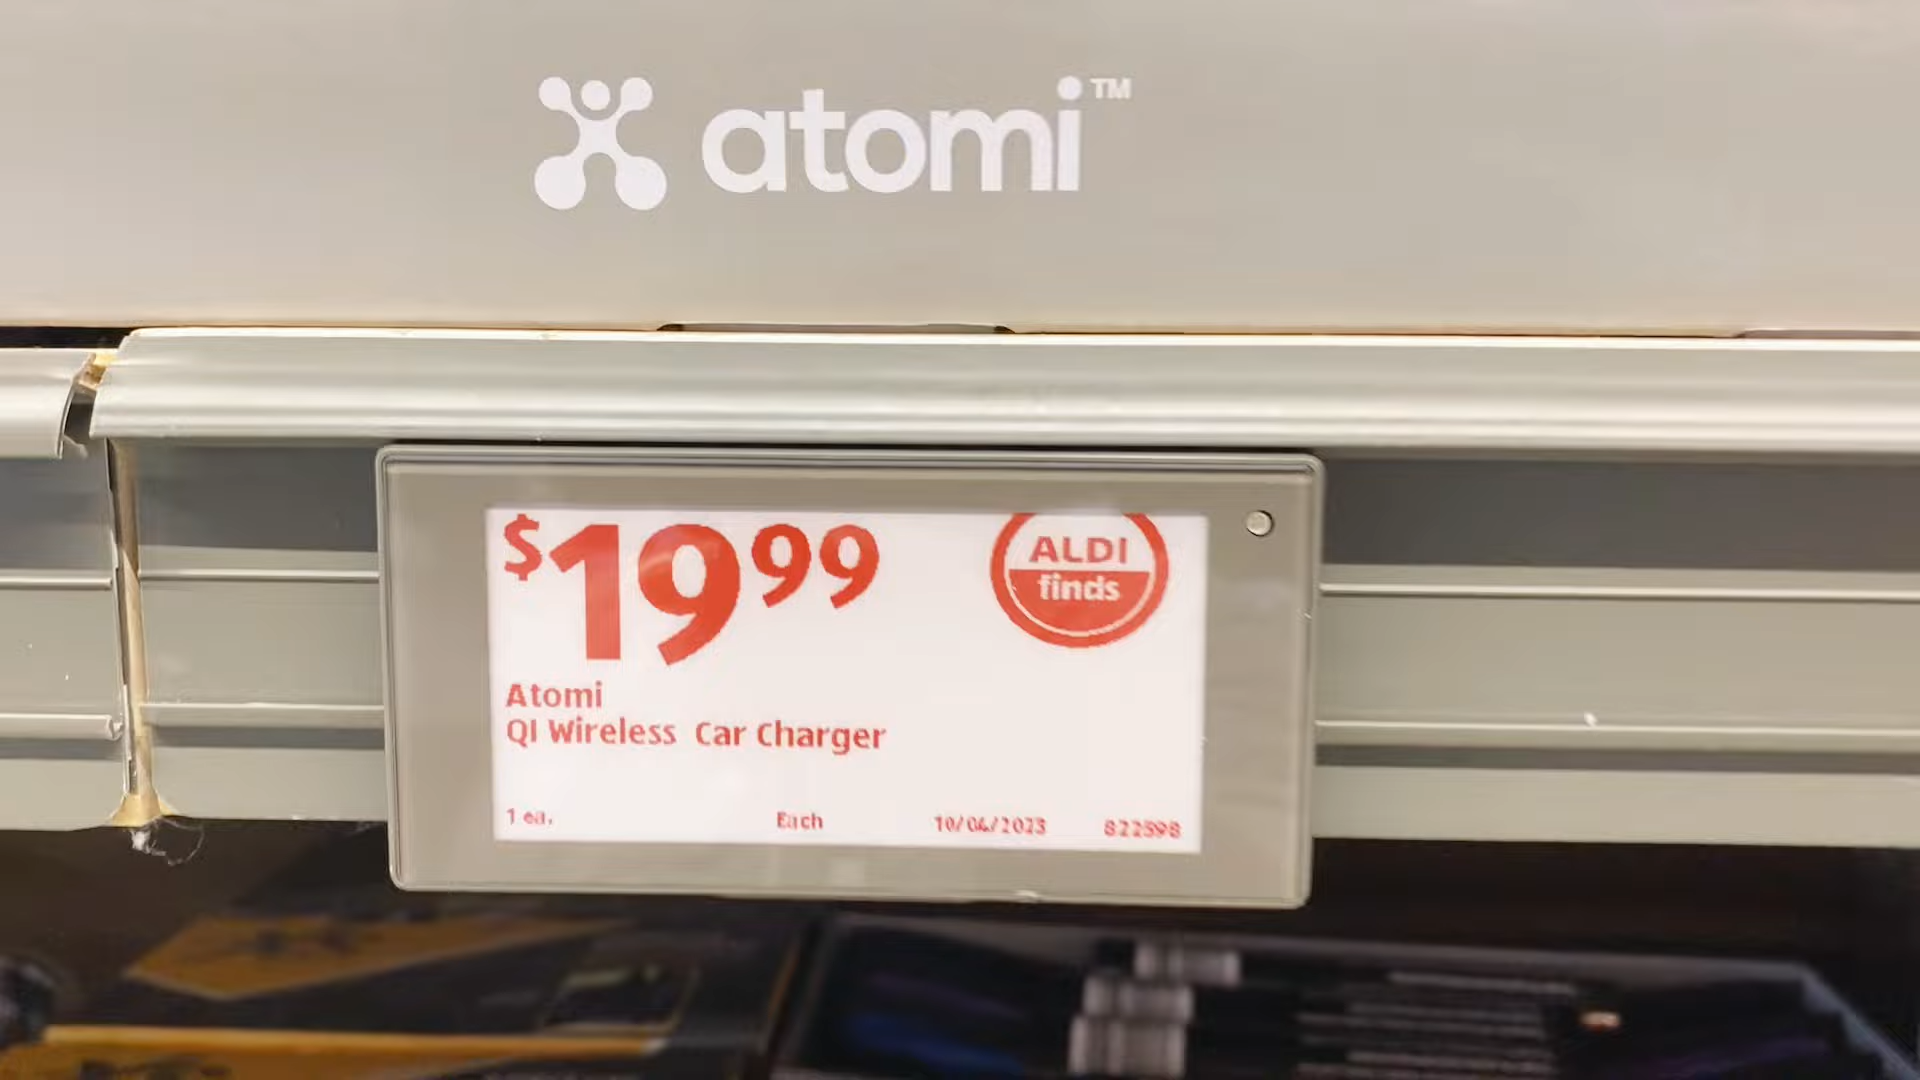 atomi™
$19.99
ALDI
finds
Atomi
QI Wireless Car Charger
1 ea. Each 10/04/2023 822598